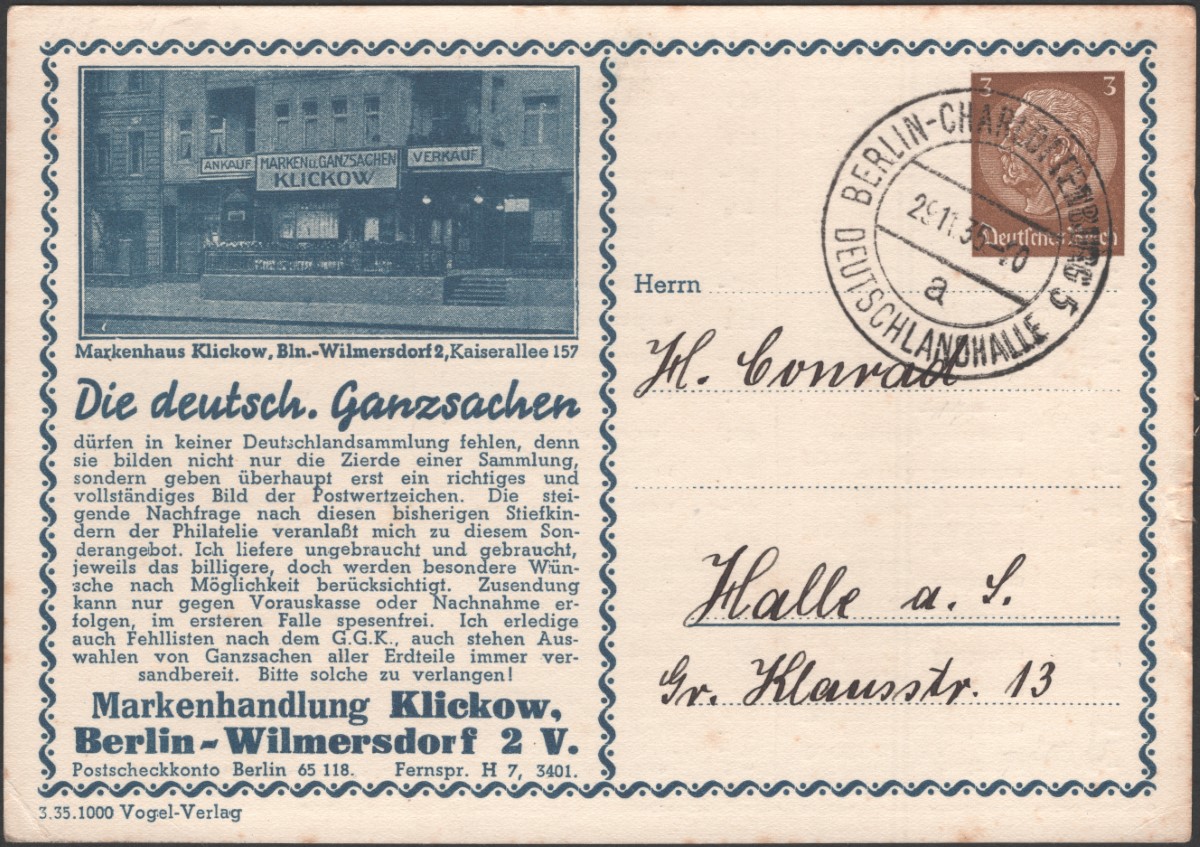 ANKAUF
MARKEN u. GANZSACHEN
KLICKOW
VERKAUF
Markenhaus Klickow, Bln.-Wilmersdorf 2, Kaiserallee 157
Die deutsch. Ganzsachen
dürfen in keiner Deutschlandsammlung fehlen, denn
sie bilden nicht nur die Zierde einer Sammlung,
sondern geben überhaupt erst ein richtiges und
vollständiges Bild der Postwertzeichen. Die stei-
gende Nachfrage nach diesen bisherigen Stiefkin-
dern der Philatelie veranlaßt mich zu diesem Son-
derangebot. Ich liefere ungebraucht und gebraucht,
jeweils das billigere, doch werden besondere Wün-
sche nach Möglichkeit berücksichtigt. Zusendung
kann nur gegen Vorauskasse oder Nachnahme er-
folgen, im ersteren Falle spesenfrei. Ich erledige
auch Fehllisten nach dem G.G.K., auch stehen Aus-
wahlen von Ganzsachen aller Erdteile immer ver-
sandbereit. Bitte solche zu verlangen!
Markenhandlung Klickow,
Berlin-Wilmersdorf 2 V.
Postscheckkonto Berlin 65 118. Fernspr. H 7, 3401.
3.35.1000 Vogel-Verlag
3 3
Deutsches Reich
BERLIN-CHARLOTTENBURG 5
29.11.35
a
DEUTSCHLANDHALLE
Herrn
H. Conrad
Halle a. S.
Gr. Klausstr. 13